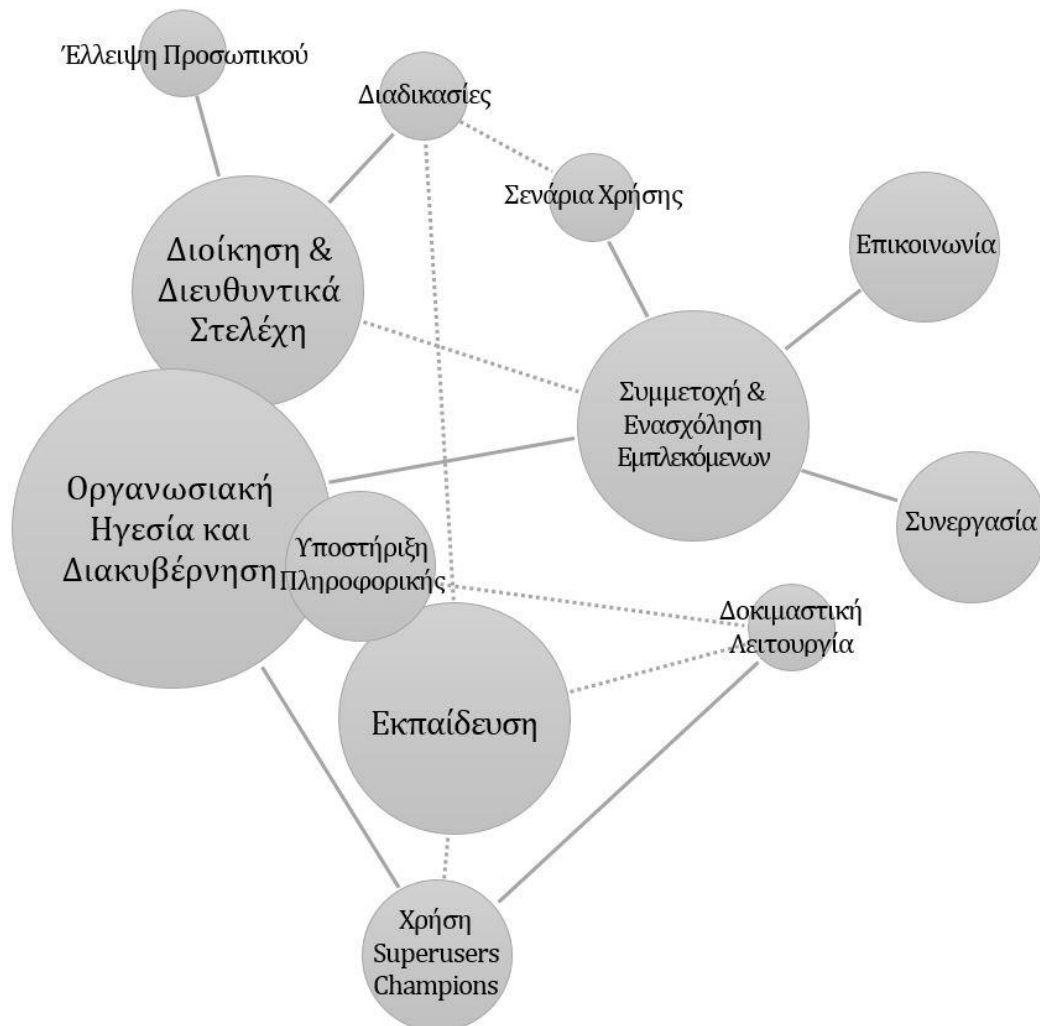 Έλλειψη Προσωπικού
Διαδικασίες
Σενάρια Χρήσης
Επικοινωνία
Διοίκηση &
Διευθυντικά
Στελέχη
Συμμετοχή &
Ενασχόληση
Εμπλεκόμενων
Οργανωσιακή
Ηγεσία και
Διακυβέρνηση
Συνεργασία
Υποστήριξη
Πληροφορικής
Δοκιμαστική
Λειτουργία
Εκπαίδευση
Χρήση
Superusers
Champions